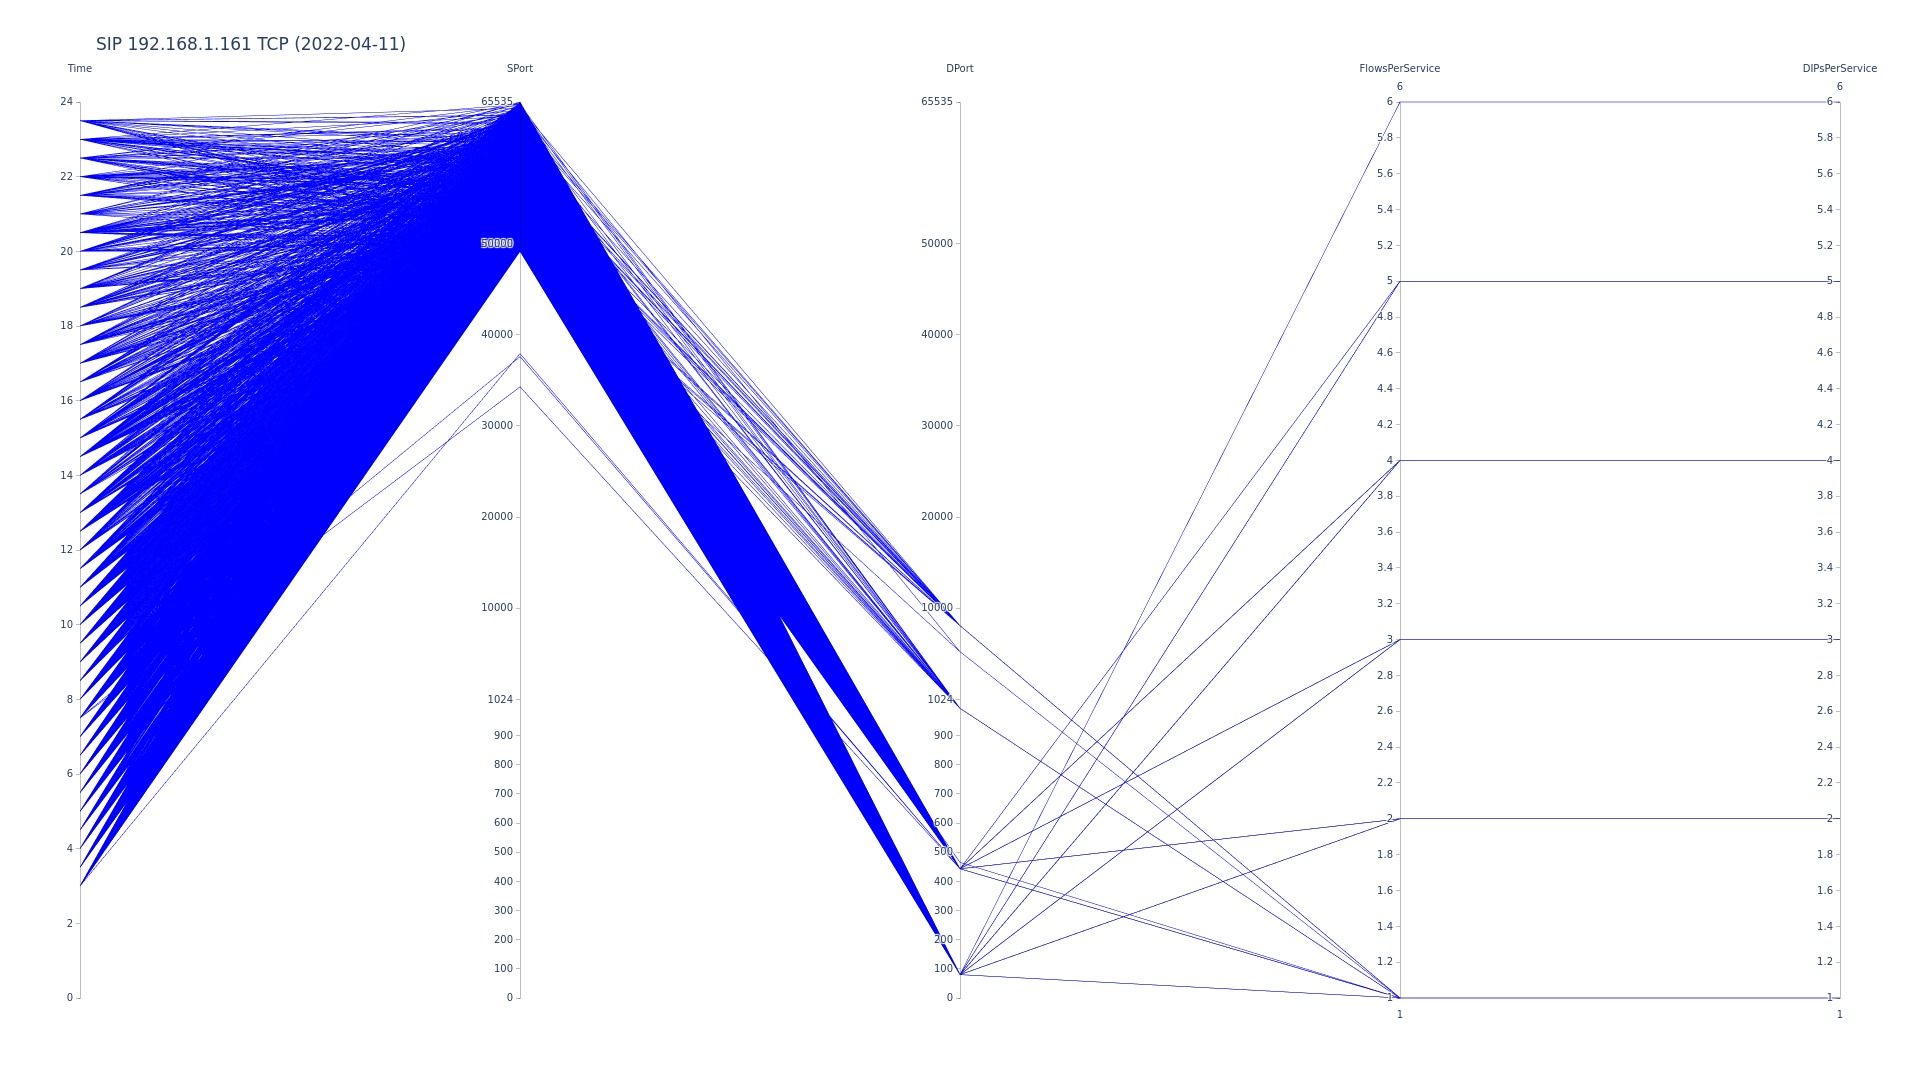 SIP 192.168.1.161 TCP (2022-04-11)
Time SPort DPort FlowsPerService DIPsPerService
6 6
24 65535 65535 6 6
5.8 5.8
22 5.6 5.6
5.4 5.4
20 50000 50000 5.2 5.2
5 5
18 40000 40000 4.8 4.8
4.6 4.6
16 4.4 4.4
30000 30000 4.2 4.2
14 4 4
3.8 3.8
20000 20000 3.6 3.6
12 3.4 3.4
10 10000 10000 3.2 3.2
3 3
8 1024 1024 2.8 2.8
900 900 2.6 2.6
6 800 800 2.4 2.4
700 700 2.2 2.2
600 600 2 2
4 500 500 1.8 1.8
400 400 1.6 1.6
2 300 300 1.4 1.4
200 200
100 100 1.2 1.2
0 0 0 1 1
1 1